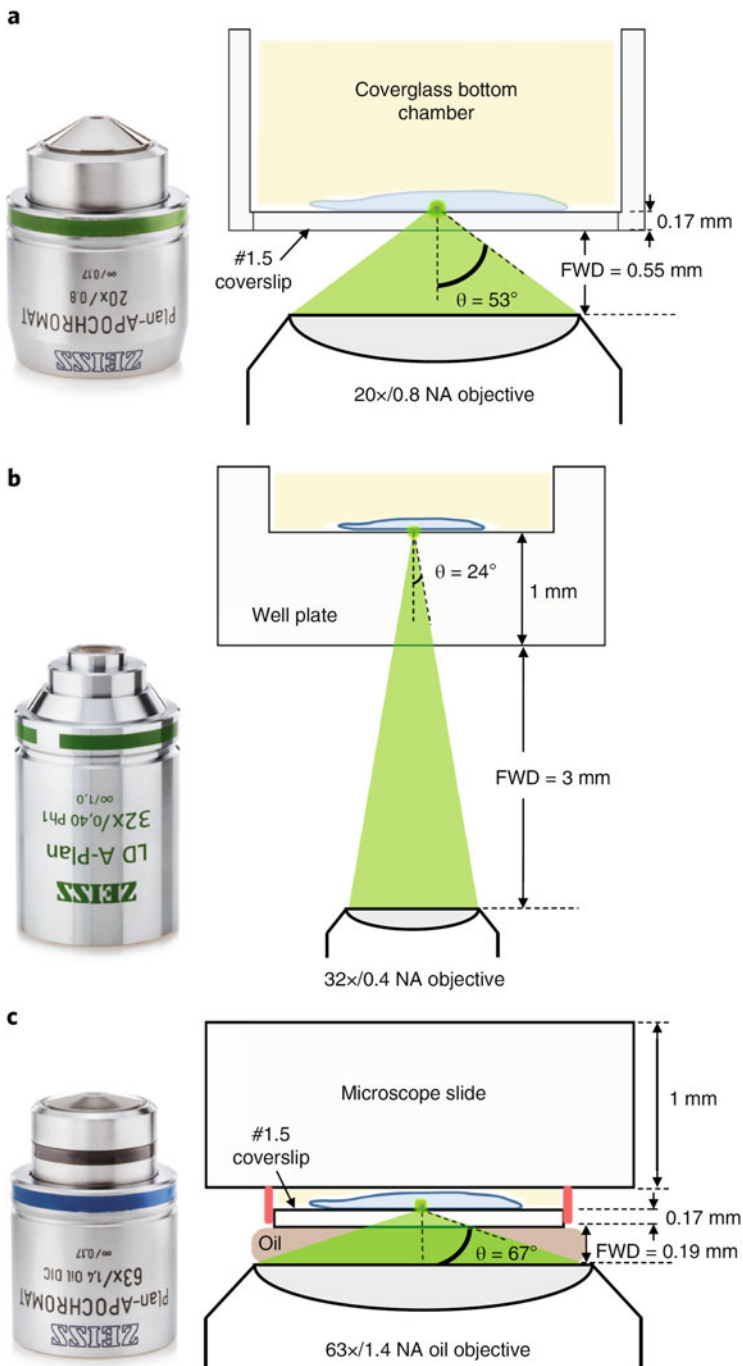 a
Coverglass bottom
chamber
0.17 mm
#1.5
coverslip
FWD = 0.55 mm
θ = 53°
20×/0.8 NA objective
∞/0.17
20x/0.8
Plan-APOCHROMAT
ZEISS
b
θ = 24°
1 mm
Well plate
FWD = 3 mm
32×/0.4 NA objective
∞/1,0
32x/0,40 Ph1
LD A-Plan
ZEISS
c
Microscope slide
1 mm
#1.5
coverslip
0.17 mm
Oil
θ = 67°
FWD = 0.19 mm
63×/1.4 NA oil objective
∞/0.17
63x/1.4 Oil DIC
Plan-APOCHROMAT
ZEISS